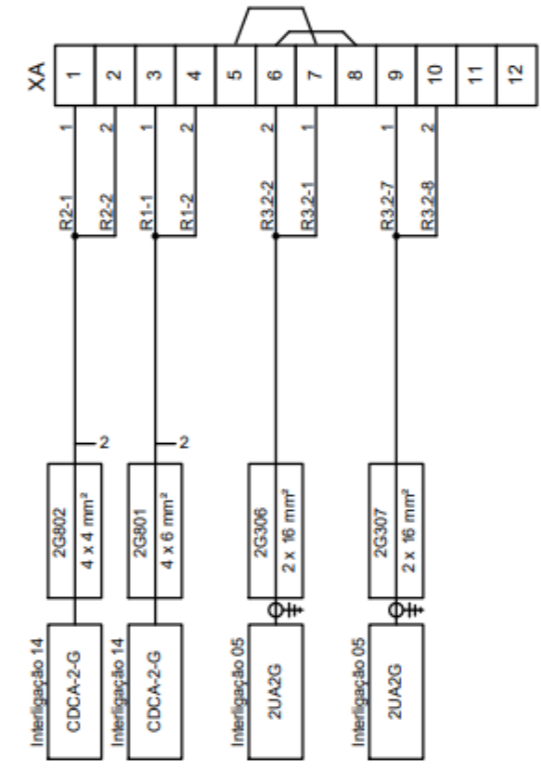 XA
1 2 3 4 5 6 7 8 9 10 11 12
1 2 1 2 2 1 1 2
R2-1 R2-2 R1-1 R1-2 R3.2-2 R3.2-1 R3.2-7 R3.2-8
2 2
2G802
4 x 4 mm²
2G801
4 x 6 mm²
2G306
2 x 16 mm²
2G307
2 x 16 mm²
Interligação 14
CDCA-2-G
Interligação 14
CDCA-2-G
Interligação 05
2UA2G
Interligação 05
2UA2G